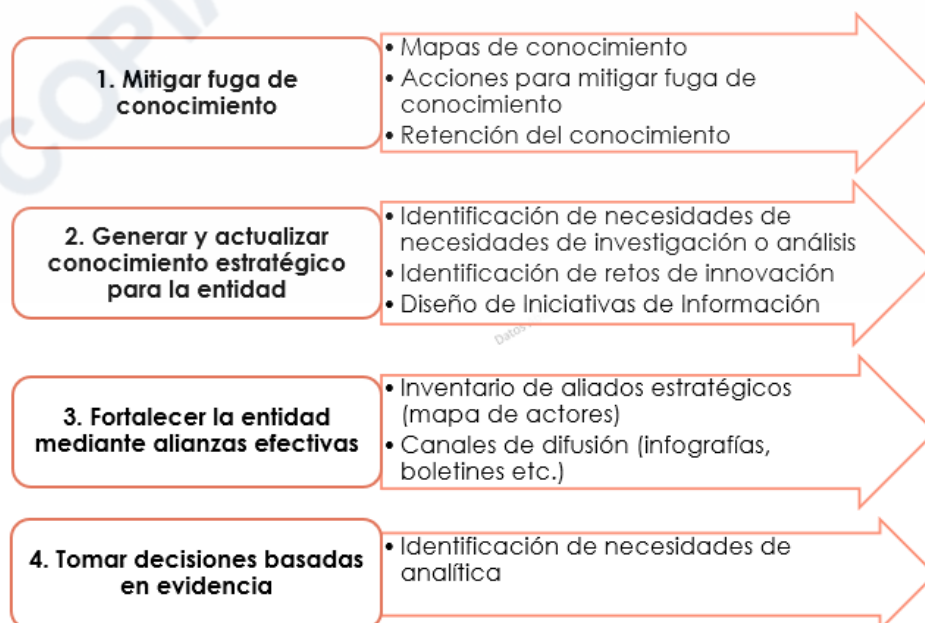 COPIA
1. Mitigar fuga de
conocimiento
• Mapas de conocimiento
• Acciones para mitigar fuga de
conocimiento
• Retención del conocimiento
2. Generar y actualizar
conocimiento estratégico
para la entidad
• Identificación de necesidades de
necesidades de investigación o análisis
• Identificación de retos de innovación
• Diseño de Iniciativas de Información
Datos
3. Fortalecer la entidad
mediante alianzas efectivas
• Inventario de aliados estratégicos
(mapa de actores)
• Canales de difusión (infografías,
boletines etc.)
4. Tomar decisiones basadas
en evidencia
• Identificación de necesidades de
analítica